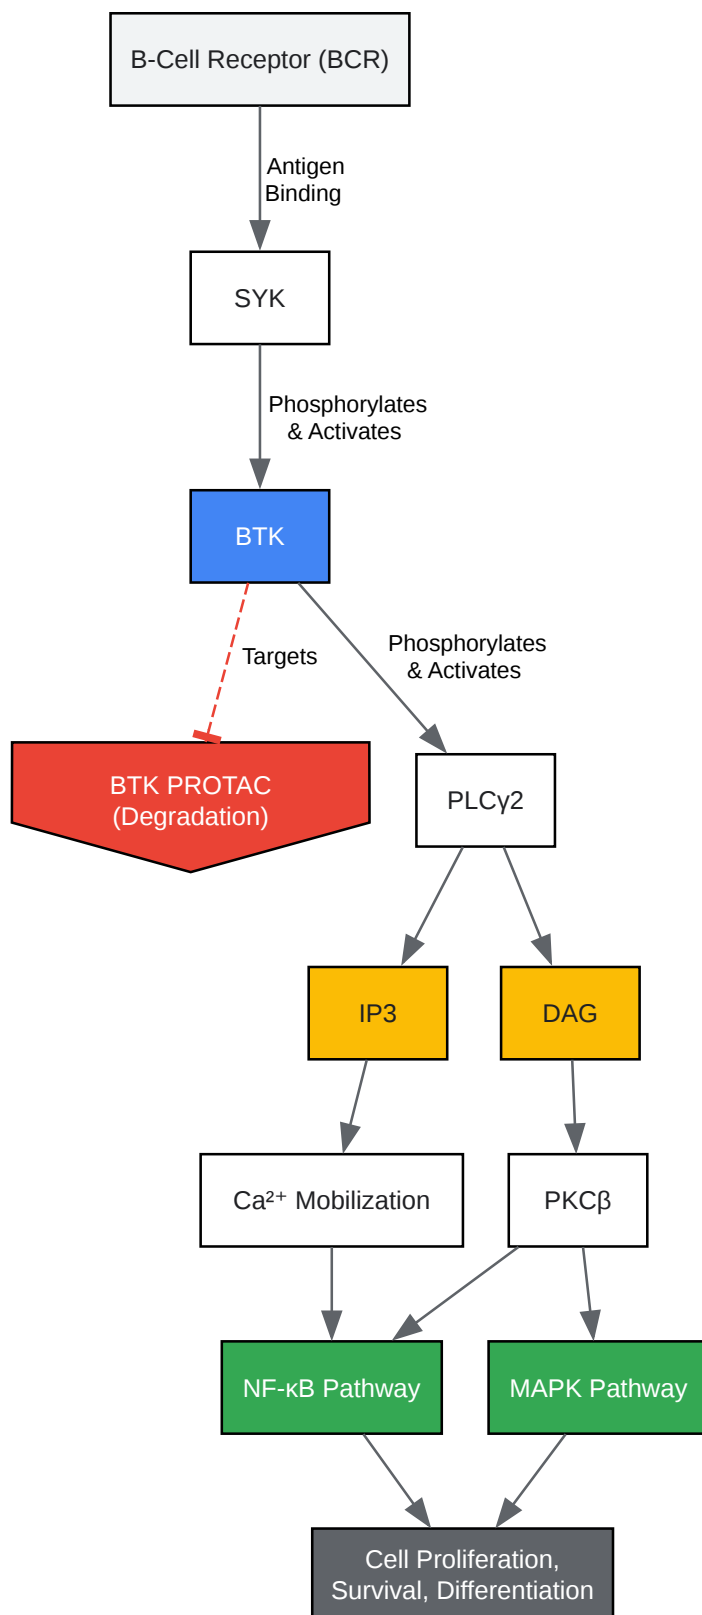 B-Cell Receptor (BCR)
Antigen
Binding
SYK
Phosphorylates
& Activates
BTK
Targets
Phosphorylates
& Activates
BTK PROTAC
(Degradation)
PLCγ2
IP3
DAG
Ca²⁺ Mobilization
PKCβ
NF-κB Pathway
MAPK Pathway
Cell Proliferation,
Survival, Differentiation